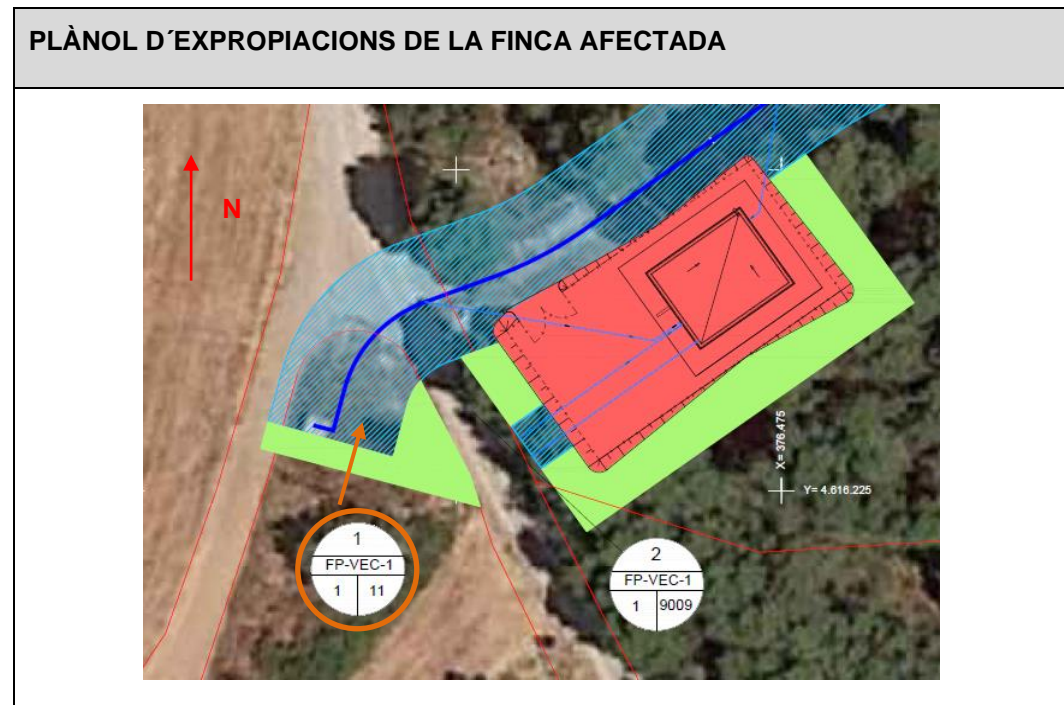 PLÀNOL D´EXPROPIACIONS DE LA FINCA AFECTADA
N
X= 376.475
Y= 4.616.225
1
FP-VEC-1
1 11
2
FP-VEC-1
1 9009